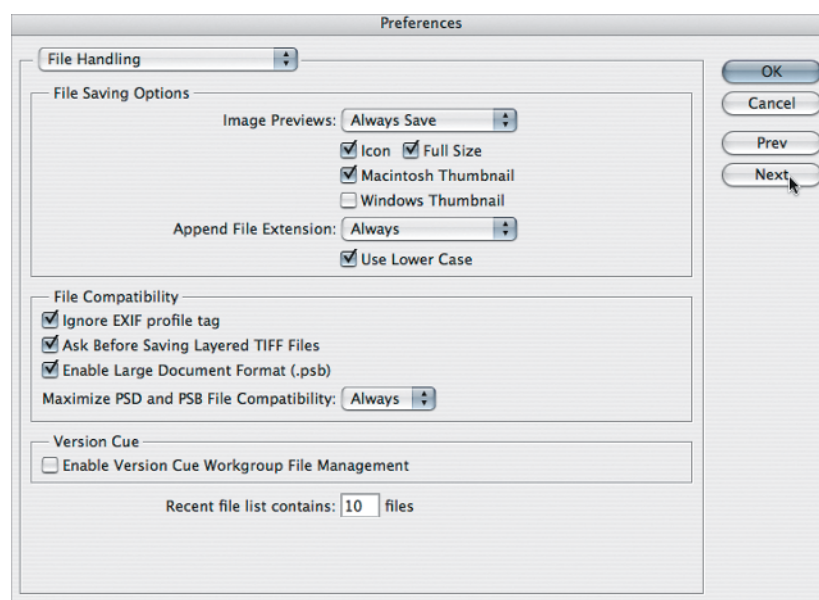 Preferences
File Handling
OK
Cancel
Prev
Next
File Saving Options
Image Previews: Always Save
Icon Full Size
Macintosh Thumbnail
Windows Thumbnail
Append File Extension: Always
Use Lower Case
File Compatibility
Ignore EXIF profile tag
Ask Before Saving Layered TIFF Files
Enable Large Document Format (.psb)
Maximize PSD and PSB File Compatibility: Always
Version Cue
Enable Version Cue Workgroup File Management
Recent file list contains: 10 files